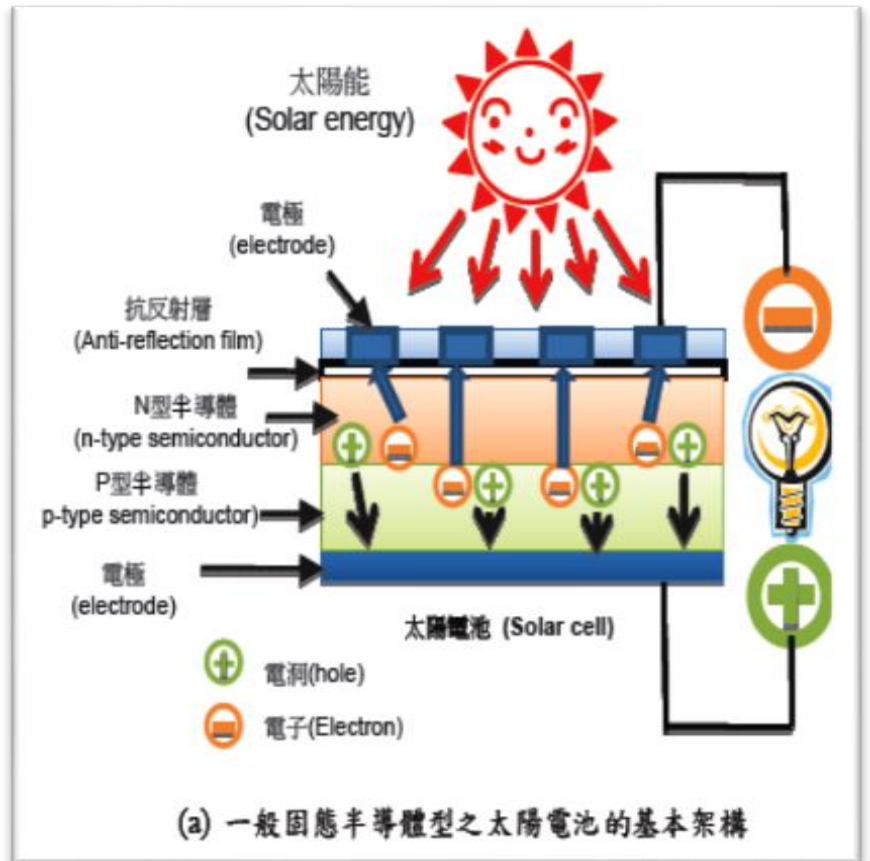 太陽能
(Solar energy)
電極
(electrode)
抗反射層
(Anti-reflection film)
N型半導體
(n-type semiconductor)
P型半導體
p-type semiconductor)
電極
(electrode)
太陽電池 (Solar cell)
電洞(hole)
電子(Electron)
(a) 一般固態半導體型之太陽電池的基本架構